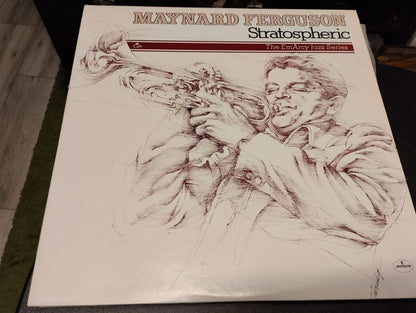 MAYNARD FERGUSON
Stratospheric
The EmArcy Jazz Series